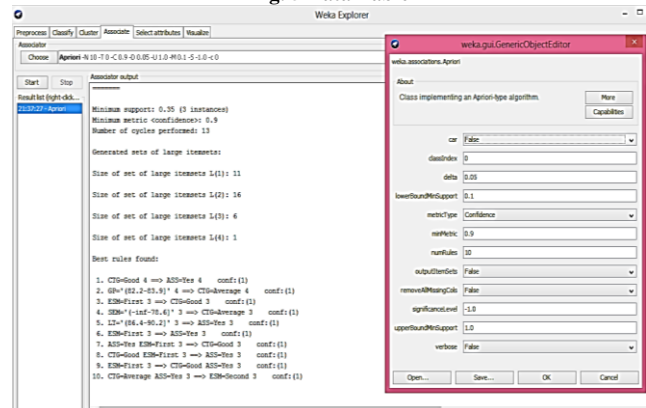 Weka Explorer
Preprocess Classify Cluster Associate Select attributes Visualize
Associator
Choose Apriori -N 10 -T 0 -C 0.9 -D 0.05 -U 1.0 -M 0.1 -S -1.0 -c 0
Start Stop
Result list (right-click...
21:37:27 - Apriori
Associator output
=======
Minimum support: 0.35 (3 instances)
Minimum metric <confidence>: 0.9
Number of cycles performed: 13
Generated sets of large itemsets:
Size of set of large itemsets L(1): 11
Size of set of large itemsets L(2): 16
Size of set of large itemsets L(3): 6
Size of set of large itemsets L(4): 1
Best rules found:
1. CTG=Good 4 ==> ASS=Yes 4 conf:(1)
2. GP='(82.2-83.9]' 4 ==> CTG=Average 4 conf:(1)
3. ESM=First 3 ==> CTG=Good 3 conf:(1)
4. SEM='(-inf-78.6]' 3 ==> CTG=Average 3 conf:(1)
5. LT='(86.4-90.2]' 3 ==> ASS=Yes 3 conf:(1)
6. ESM=First 3 ==> ASS=Yes 3 conf:(1)
7. ASS=Yes ESM=First 3 ==> CTG=Good 3 conf:(1)
8. CTG=Good ESM=First 3 ==> ASS=Yes 3 conf:(1)
9. ESM=First 3 ==> CTG=Good ASS=Yes 3 conf:(1)
10. CTG=Average ASS=Yes 3 ==> ESM=Second 3 conf:(1)
weka.gui.GenericObjectEditor
weka.associations.Apriori
About
Class implementing an Apriori-type algorithm.
More
Capabilities
car False
classIndex 0
delta 0.05
lowerBoundMinSupport 0.1
metricType Confidence
minMetric 0.9
numRules 10
outputItemSets False
removeAllMissingCols False
significanceLevel -1.0
upperBoundMinSupport 1.0
verbose False
Open... Save... OK Cancel